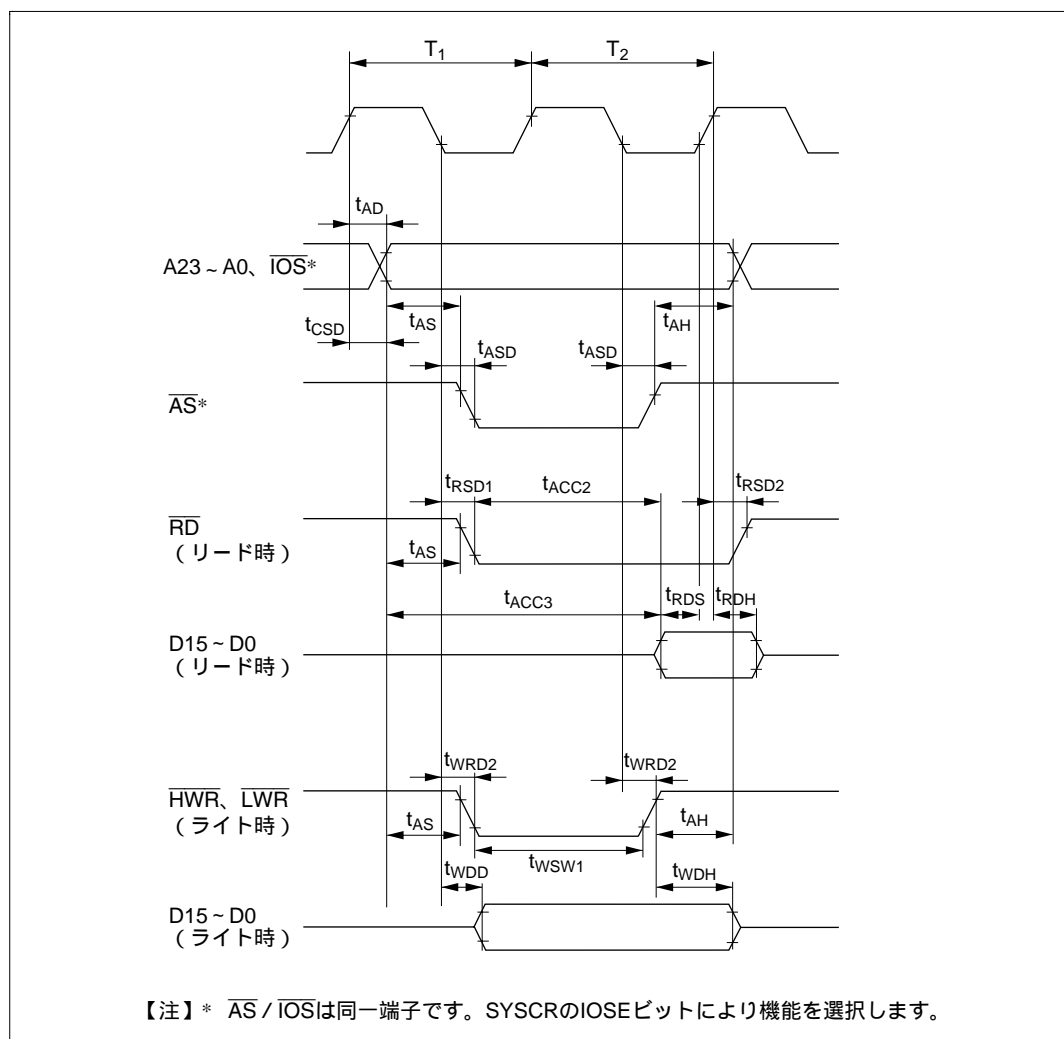 T1 T2
tAD
A23～A0、IOS*
tAS tAH
tCSD
tASD tASD
AS*
tRSD1 tACC2 tRSD2
RD
（リード時）
tAS
tACC3 tRDS tRDH
D15～D0
（リード時）
tWRD2 tWRD2
HWR、LWR
（ライト時）
tAS tAH
tWSW1
tWDD tWDH
D15～D0
（ライト時）
【注】* AS / IOSは同一端子です。SYSCRのIOSEビットにより機能を選択します。